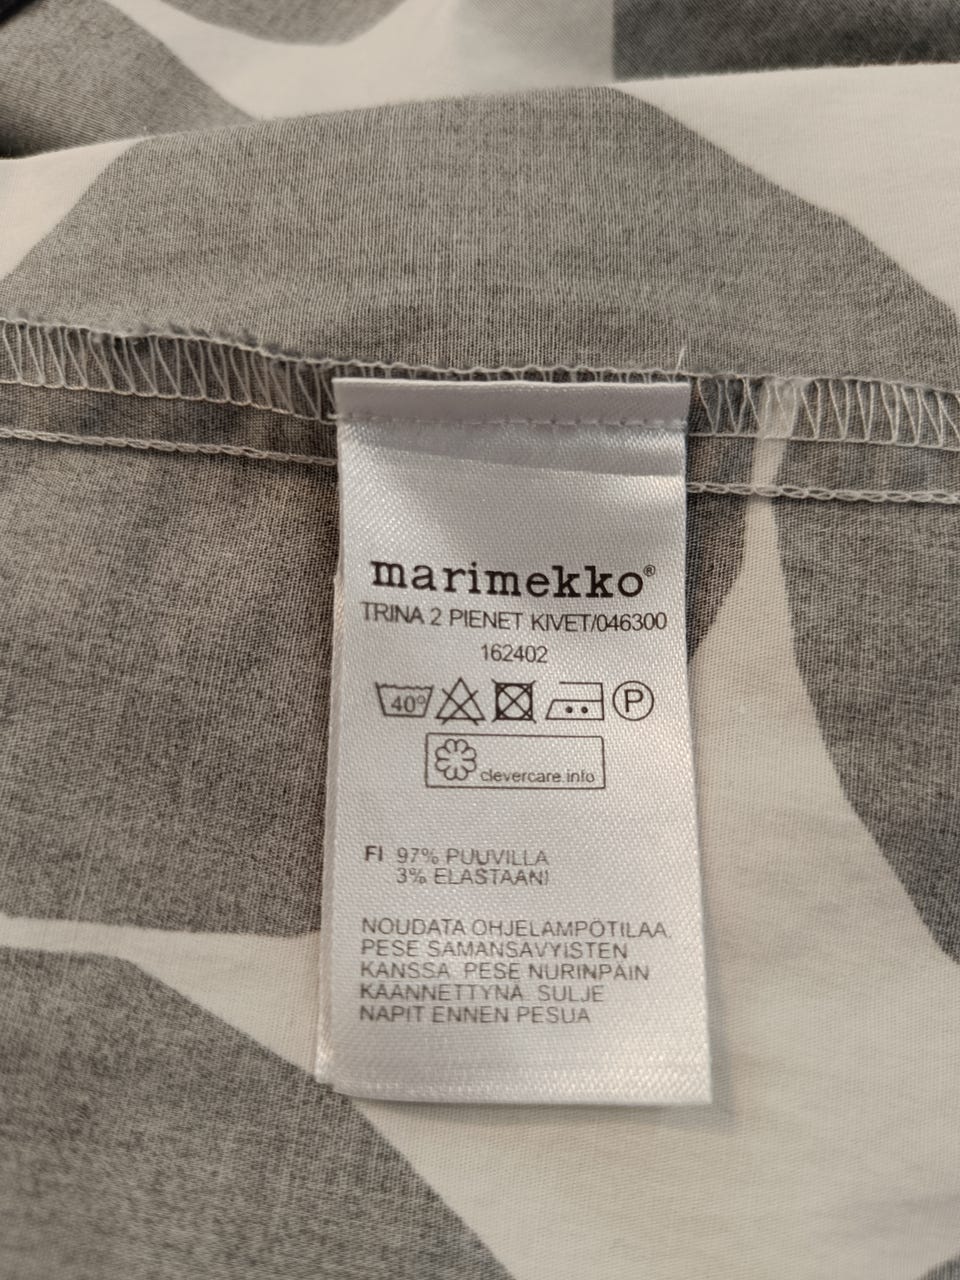 marimekko®
TRINA 2 PIENET KIVET/046300
162402
40° P
clevercare.info
FI 97% PUUVILLA
3% ELASTAANI
NOUDATA OHJELÄMPÖTILAA.
PESE SAMANSÄVYISTEN
KANSSA. PESE NURINPÄIN
KÄÄNNETTYNÄ. SULJE
NAPIT ENNEN PESUA